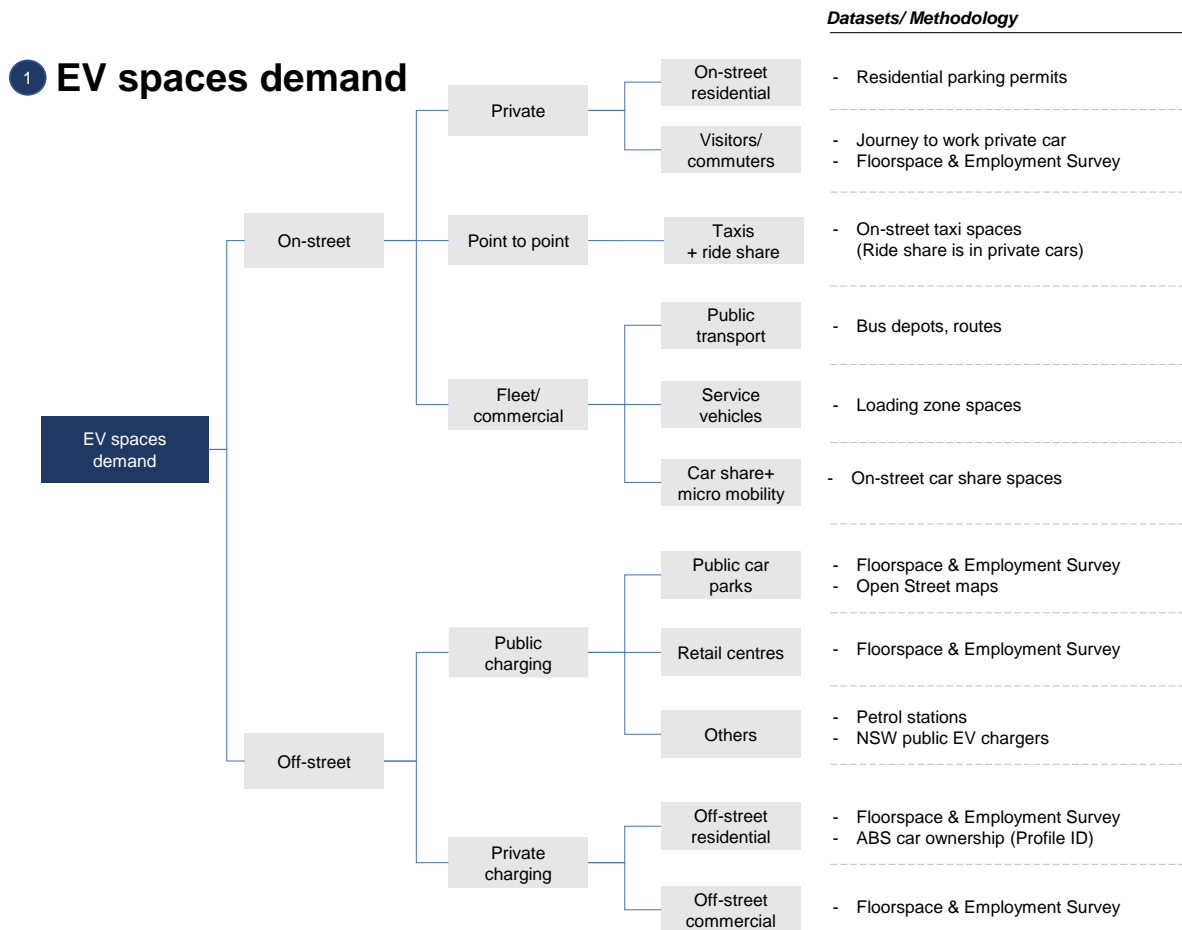 Datasets/ Methodology
1 EV spaces demand
On-street
residential
- Residential parking permits
Private
Visitors/
commuters
- Journey to work private car
- Floorspace & Employment Survey
On-street
Point to point
Taxis
+ ride share
- On-street taxi spaces
(Ride share is in private cars)
Public
transport
- Bus depots, routes
Fleet/
commercial
Service
vehicles
- Loading zone spaces
EV spaces
demand
Car share+
micro mobility
- On-street car share spaces
Public car
parks
- Floorspace & Employment Survey
- Open Street maps
Public
charging
Retail centres
- Floorspace & Employment Survey
Others
- Petrol stations
- NSW public EV chargers
Off-street
Off-street
residential
- Floorspace & Employment Survey
- ABS car ownership (Profile ID)
Private
charging
Off-street
commercial
- Floorspace & Employment Survey